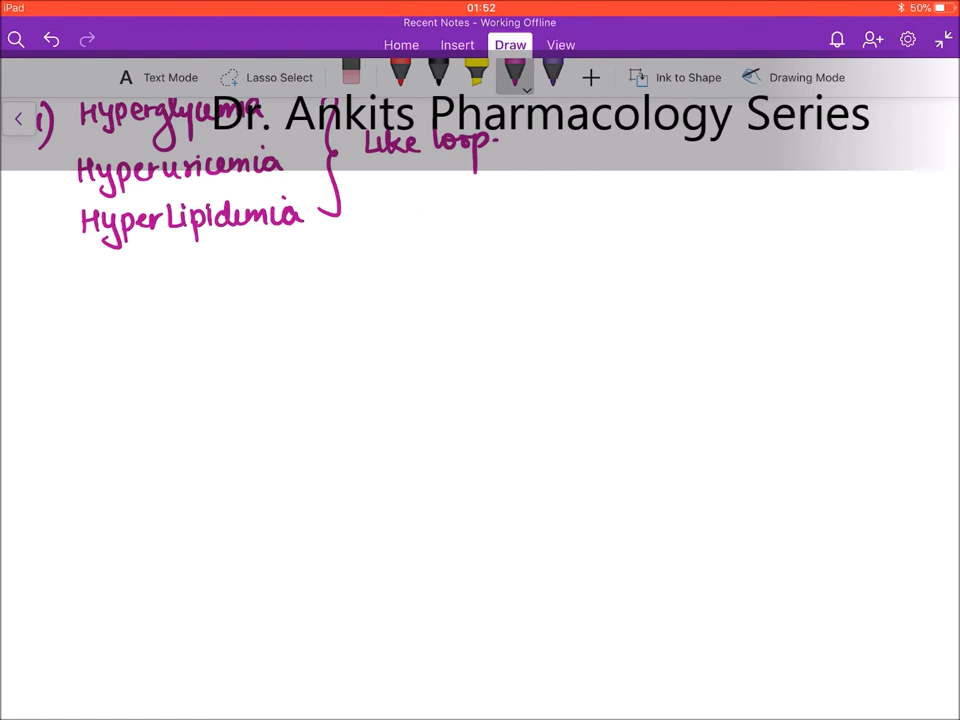 iPad 01:52 50%
Recent Notes - Working Offline
Home Insert Draw View
Text Mode Lasso Select Ink to Shape Drawing Mode
Dr. Ankits Pharmacology Series
Hyperglycemia
Like loop.
Hyperuricemia
HyperLipidemia